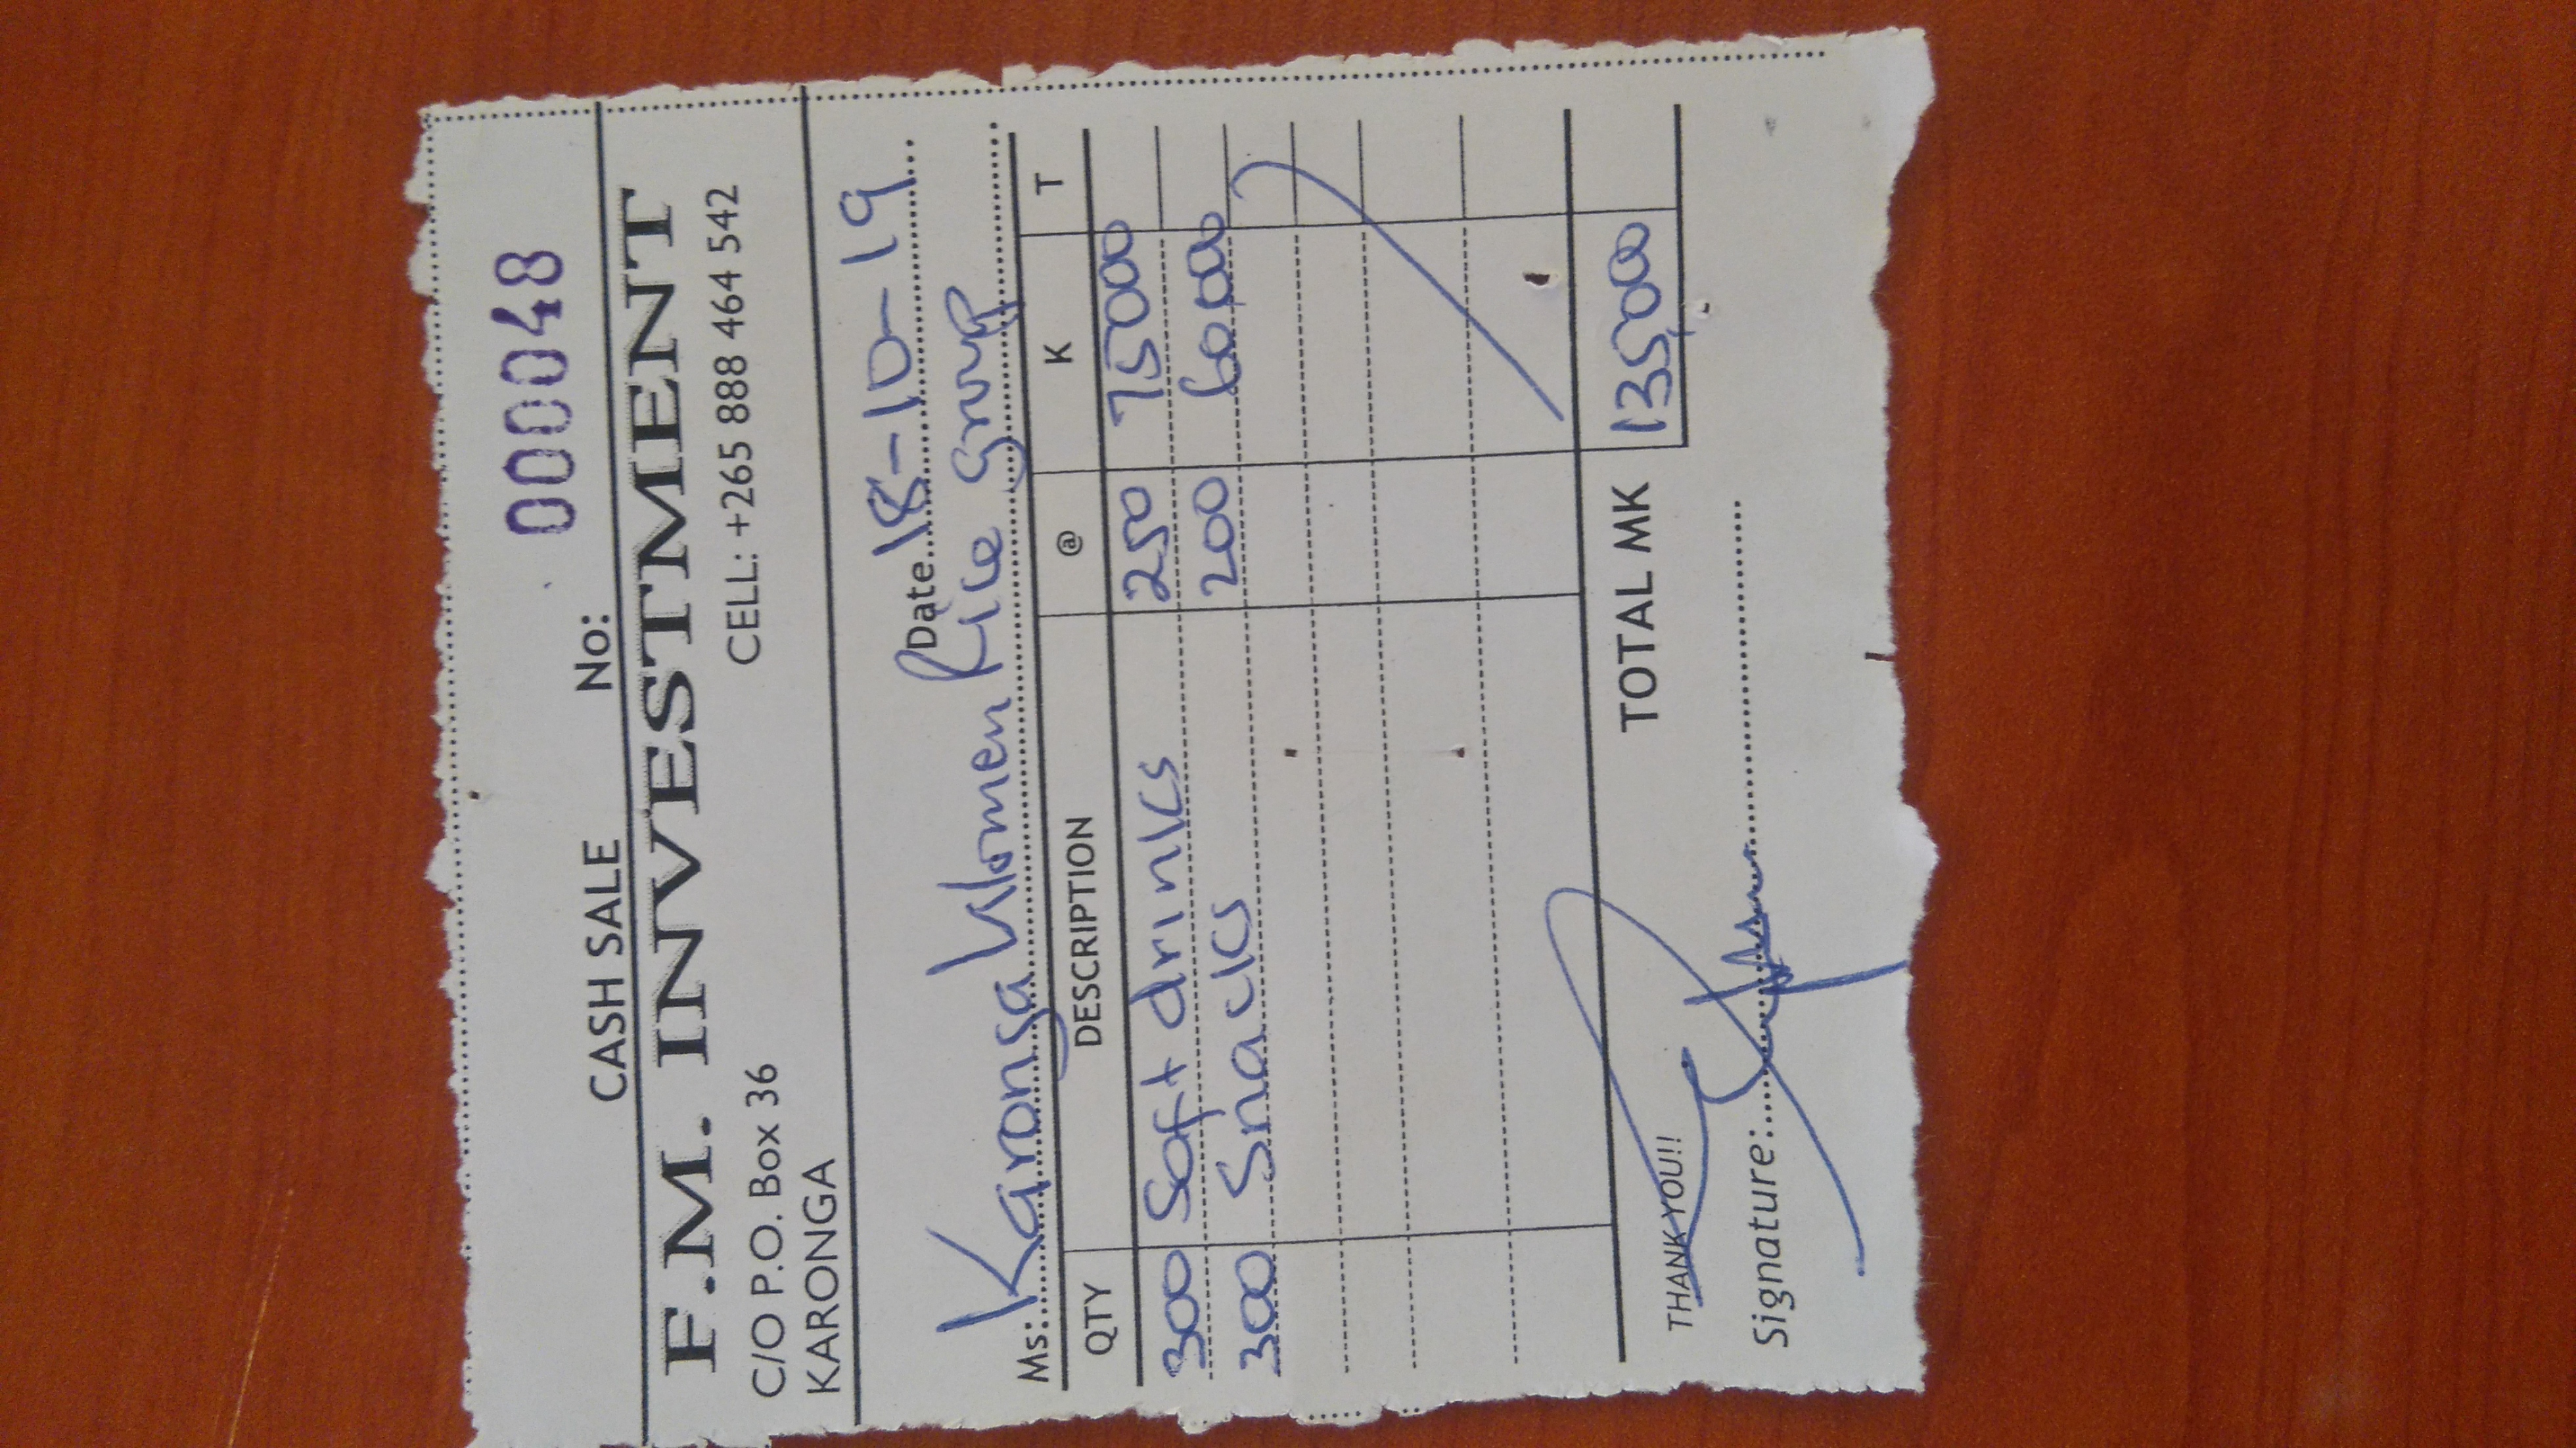 CASH SALE No: 000048
F.M. INVESTMENT
C/O P.O. Box 36 CELL: +265 888 464 542
KARONGA
Date 18-10-19
Ms: Karonga Women Rice group
QTY DESCRIPTION @ K T
300 Soft drinks 250 75000
300 Snacks 200 60000
TOTAL MK 135,000
THANK YOU!!
Signature: